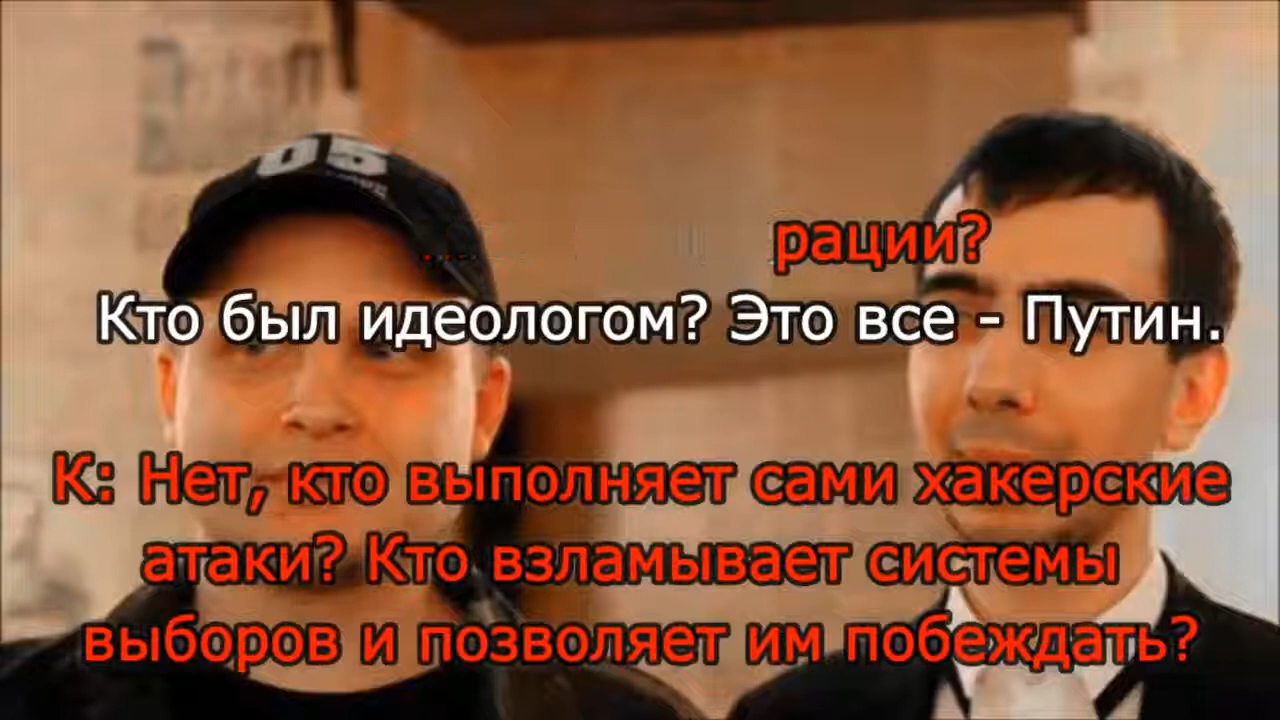 05
рации?
Кто был идеологом? Это все - Путин.
К: Нет, кто выполняет сами хакерские
атаки? Кто взламывает системы
выборов и позволяет им побеждать?